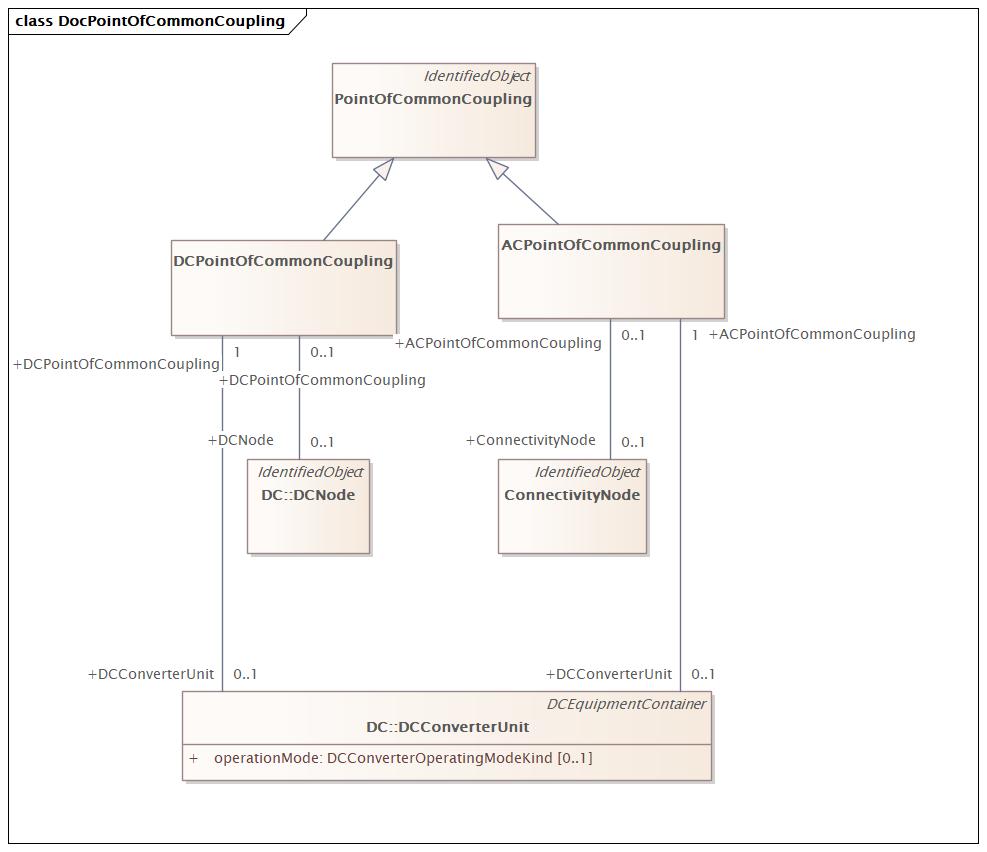 class DocPointOfCommonCoupling
IdentifiedObject
PointOfCommonCoupling
DCPointOfCommonCoupling
ACPointOfCommonCoupling
+DCPointOfCommonCoupling
1
0..1
+DCPointOfCommonCoupling
+ACPointOfCommonCoupling
0..1
1
+ACPointOfCommonCoupling
+DCNode
0..1
+ConnectivityNode
0..1
IdentifiedObject
DC::DCNode
IdentifiedObject
ConnectivityNode
+DCConverterUnit
0..1
+DCConverterUnit
0..1
DCEquipmentContainer
DC::DCConverterUnit
+ operationMode: DCConverterOperatingModeKind [0..1]